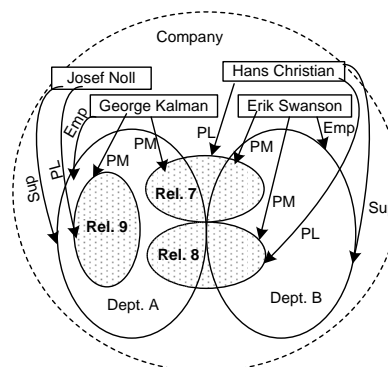 Company
Josef Noll
Hans Christian
George Kalman
Erik Swanson
Emp
PL
Sup
PM
PM
PL
PM
Emp
PM
PL
Su
Rel. 7
Rel. 9
Rel. 8
Dept. A
Dept. B